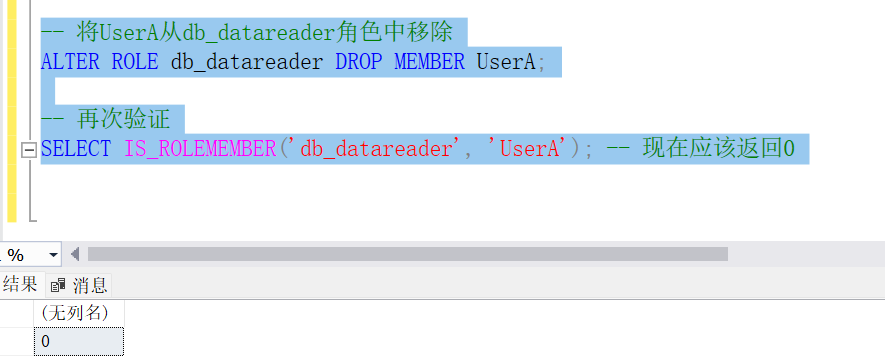 -- 将UserA从db_datareader角色中移除
ALTER ROLE db_datareader DROP MEMBER UserA;
-- 再次验证
SELECT IS_ROLEMEMBER('db_datareader', 'UserA'); -- 现在应该返回0
%
结果 消息
(无列名)
0